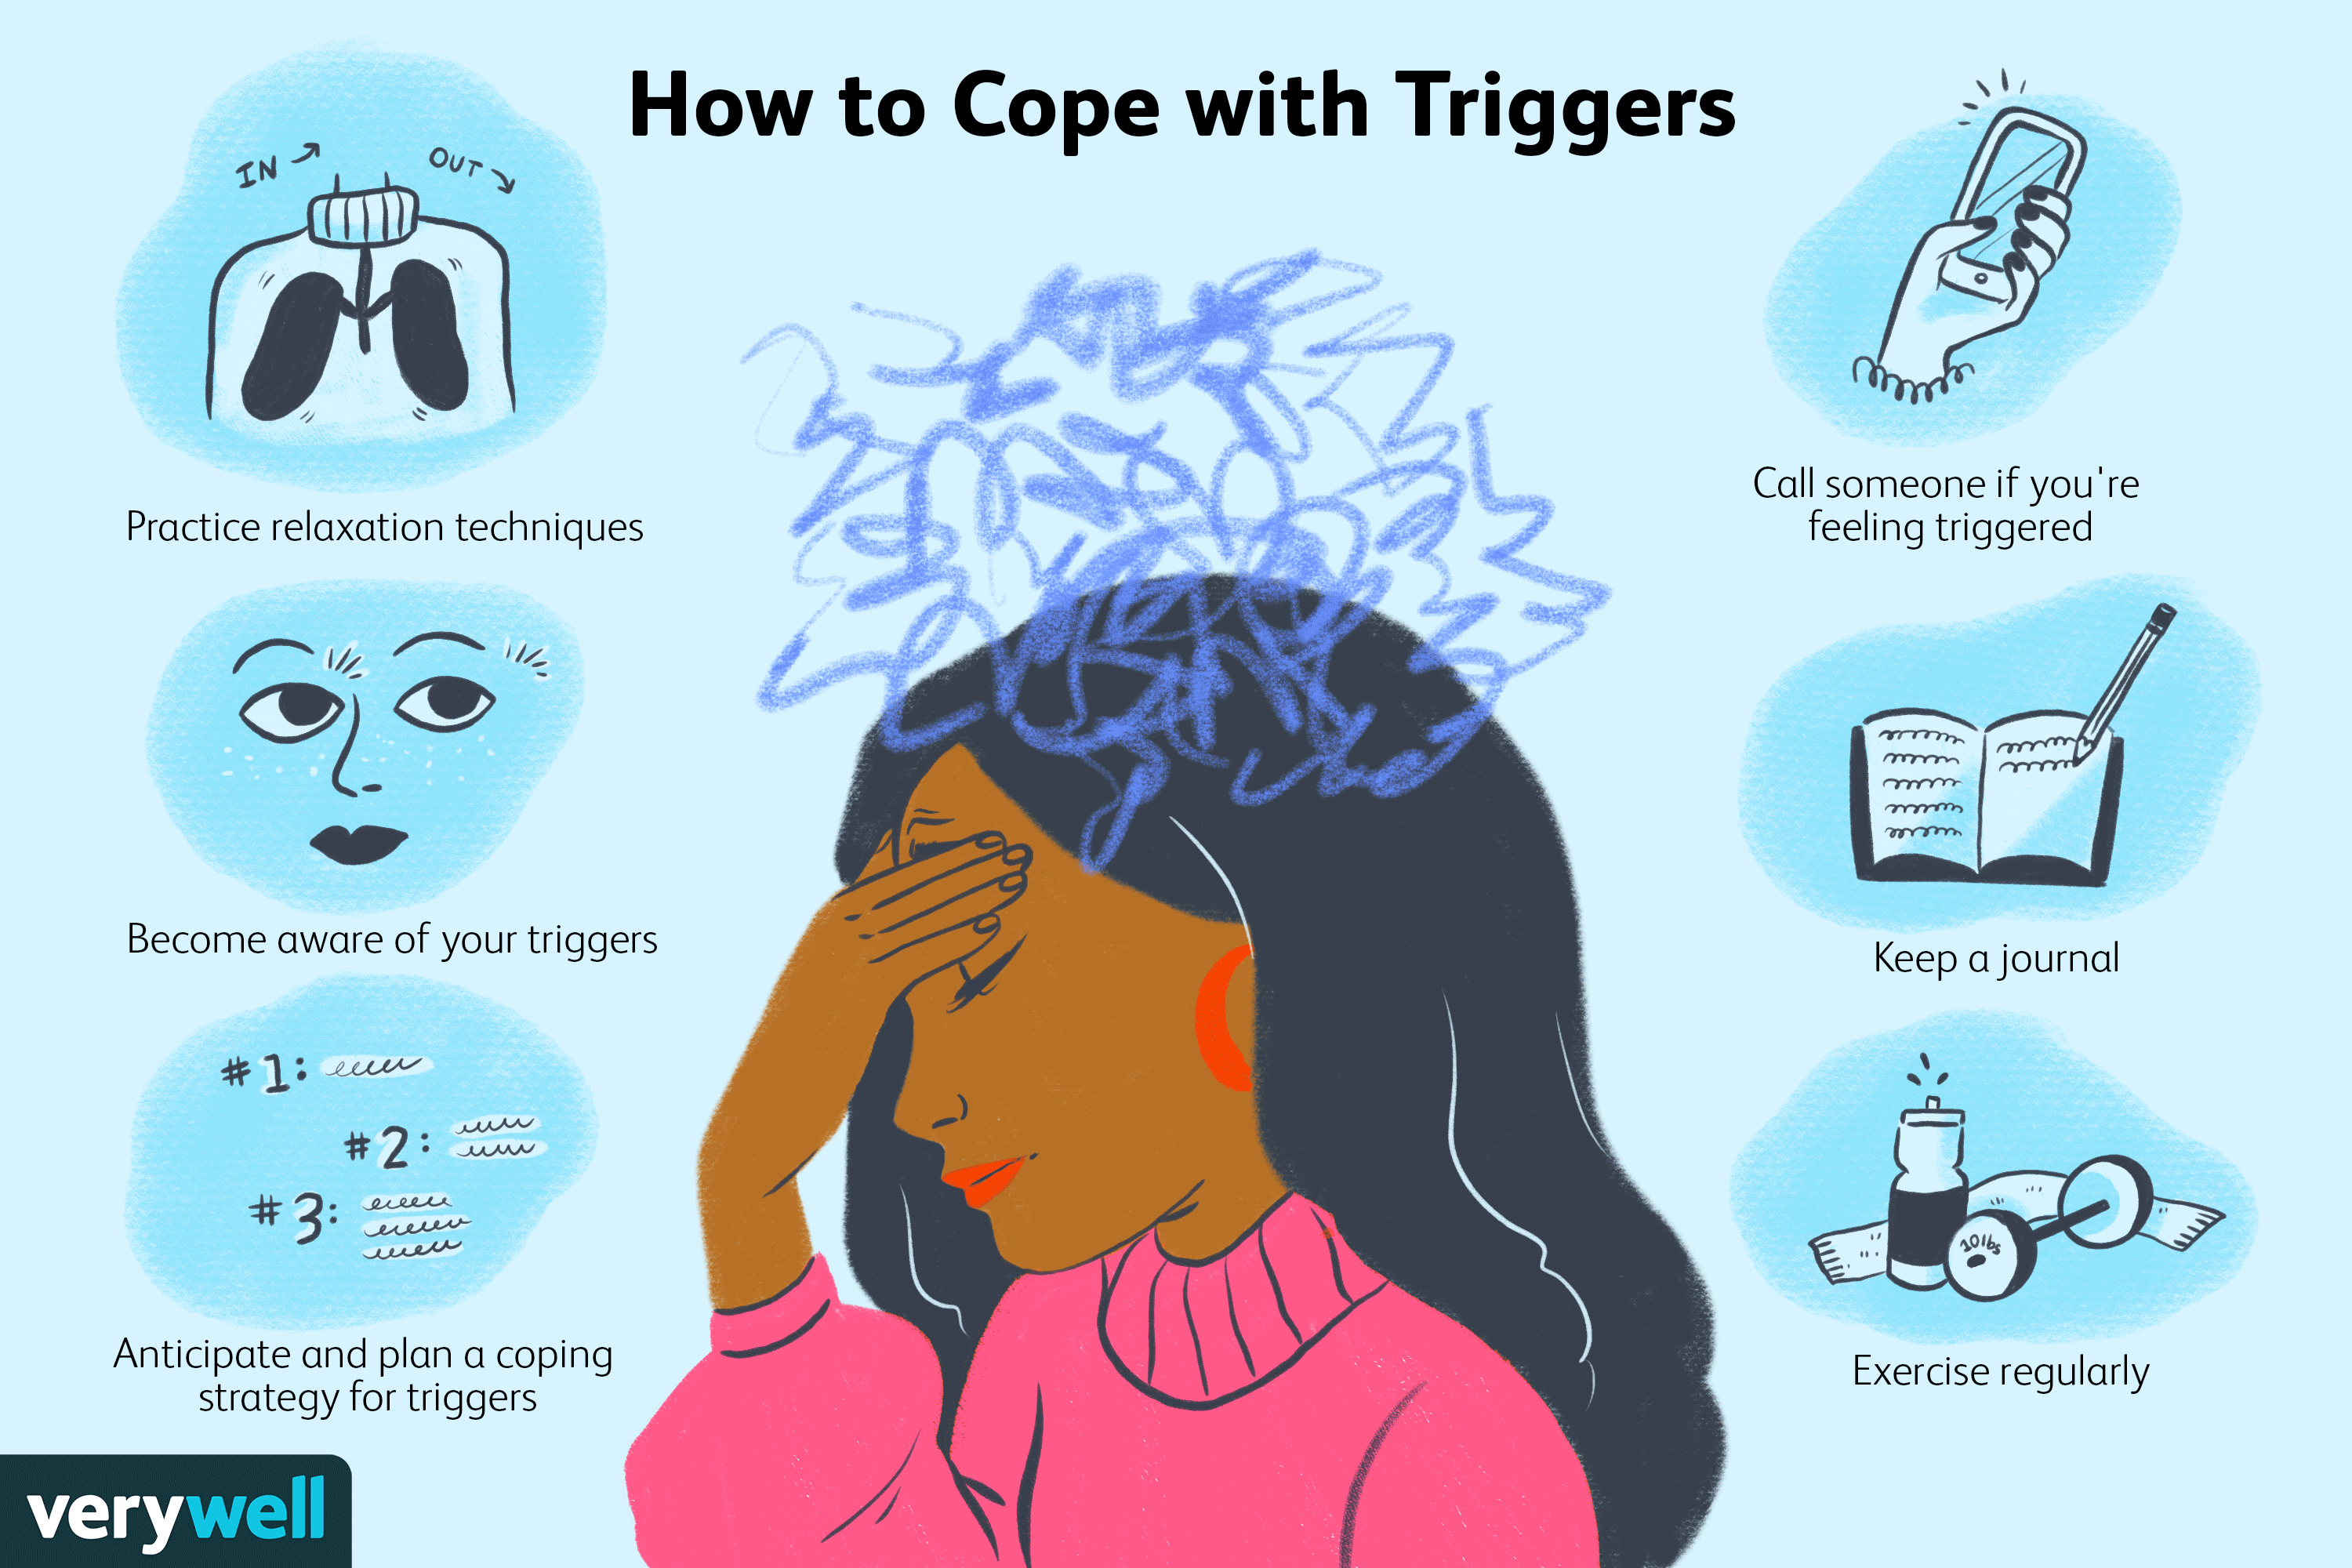 How to Cope with Triggers
IN
OUT
Practice relaxation techniques
Become aware of your triggers
#1:
#2:
#3:
Anticipate and plan a coping
strategy for triggers
Call someone if you're
feeling triggered
Keep a journal
10lbs
Exercise regularly
verywell